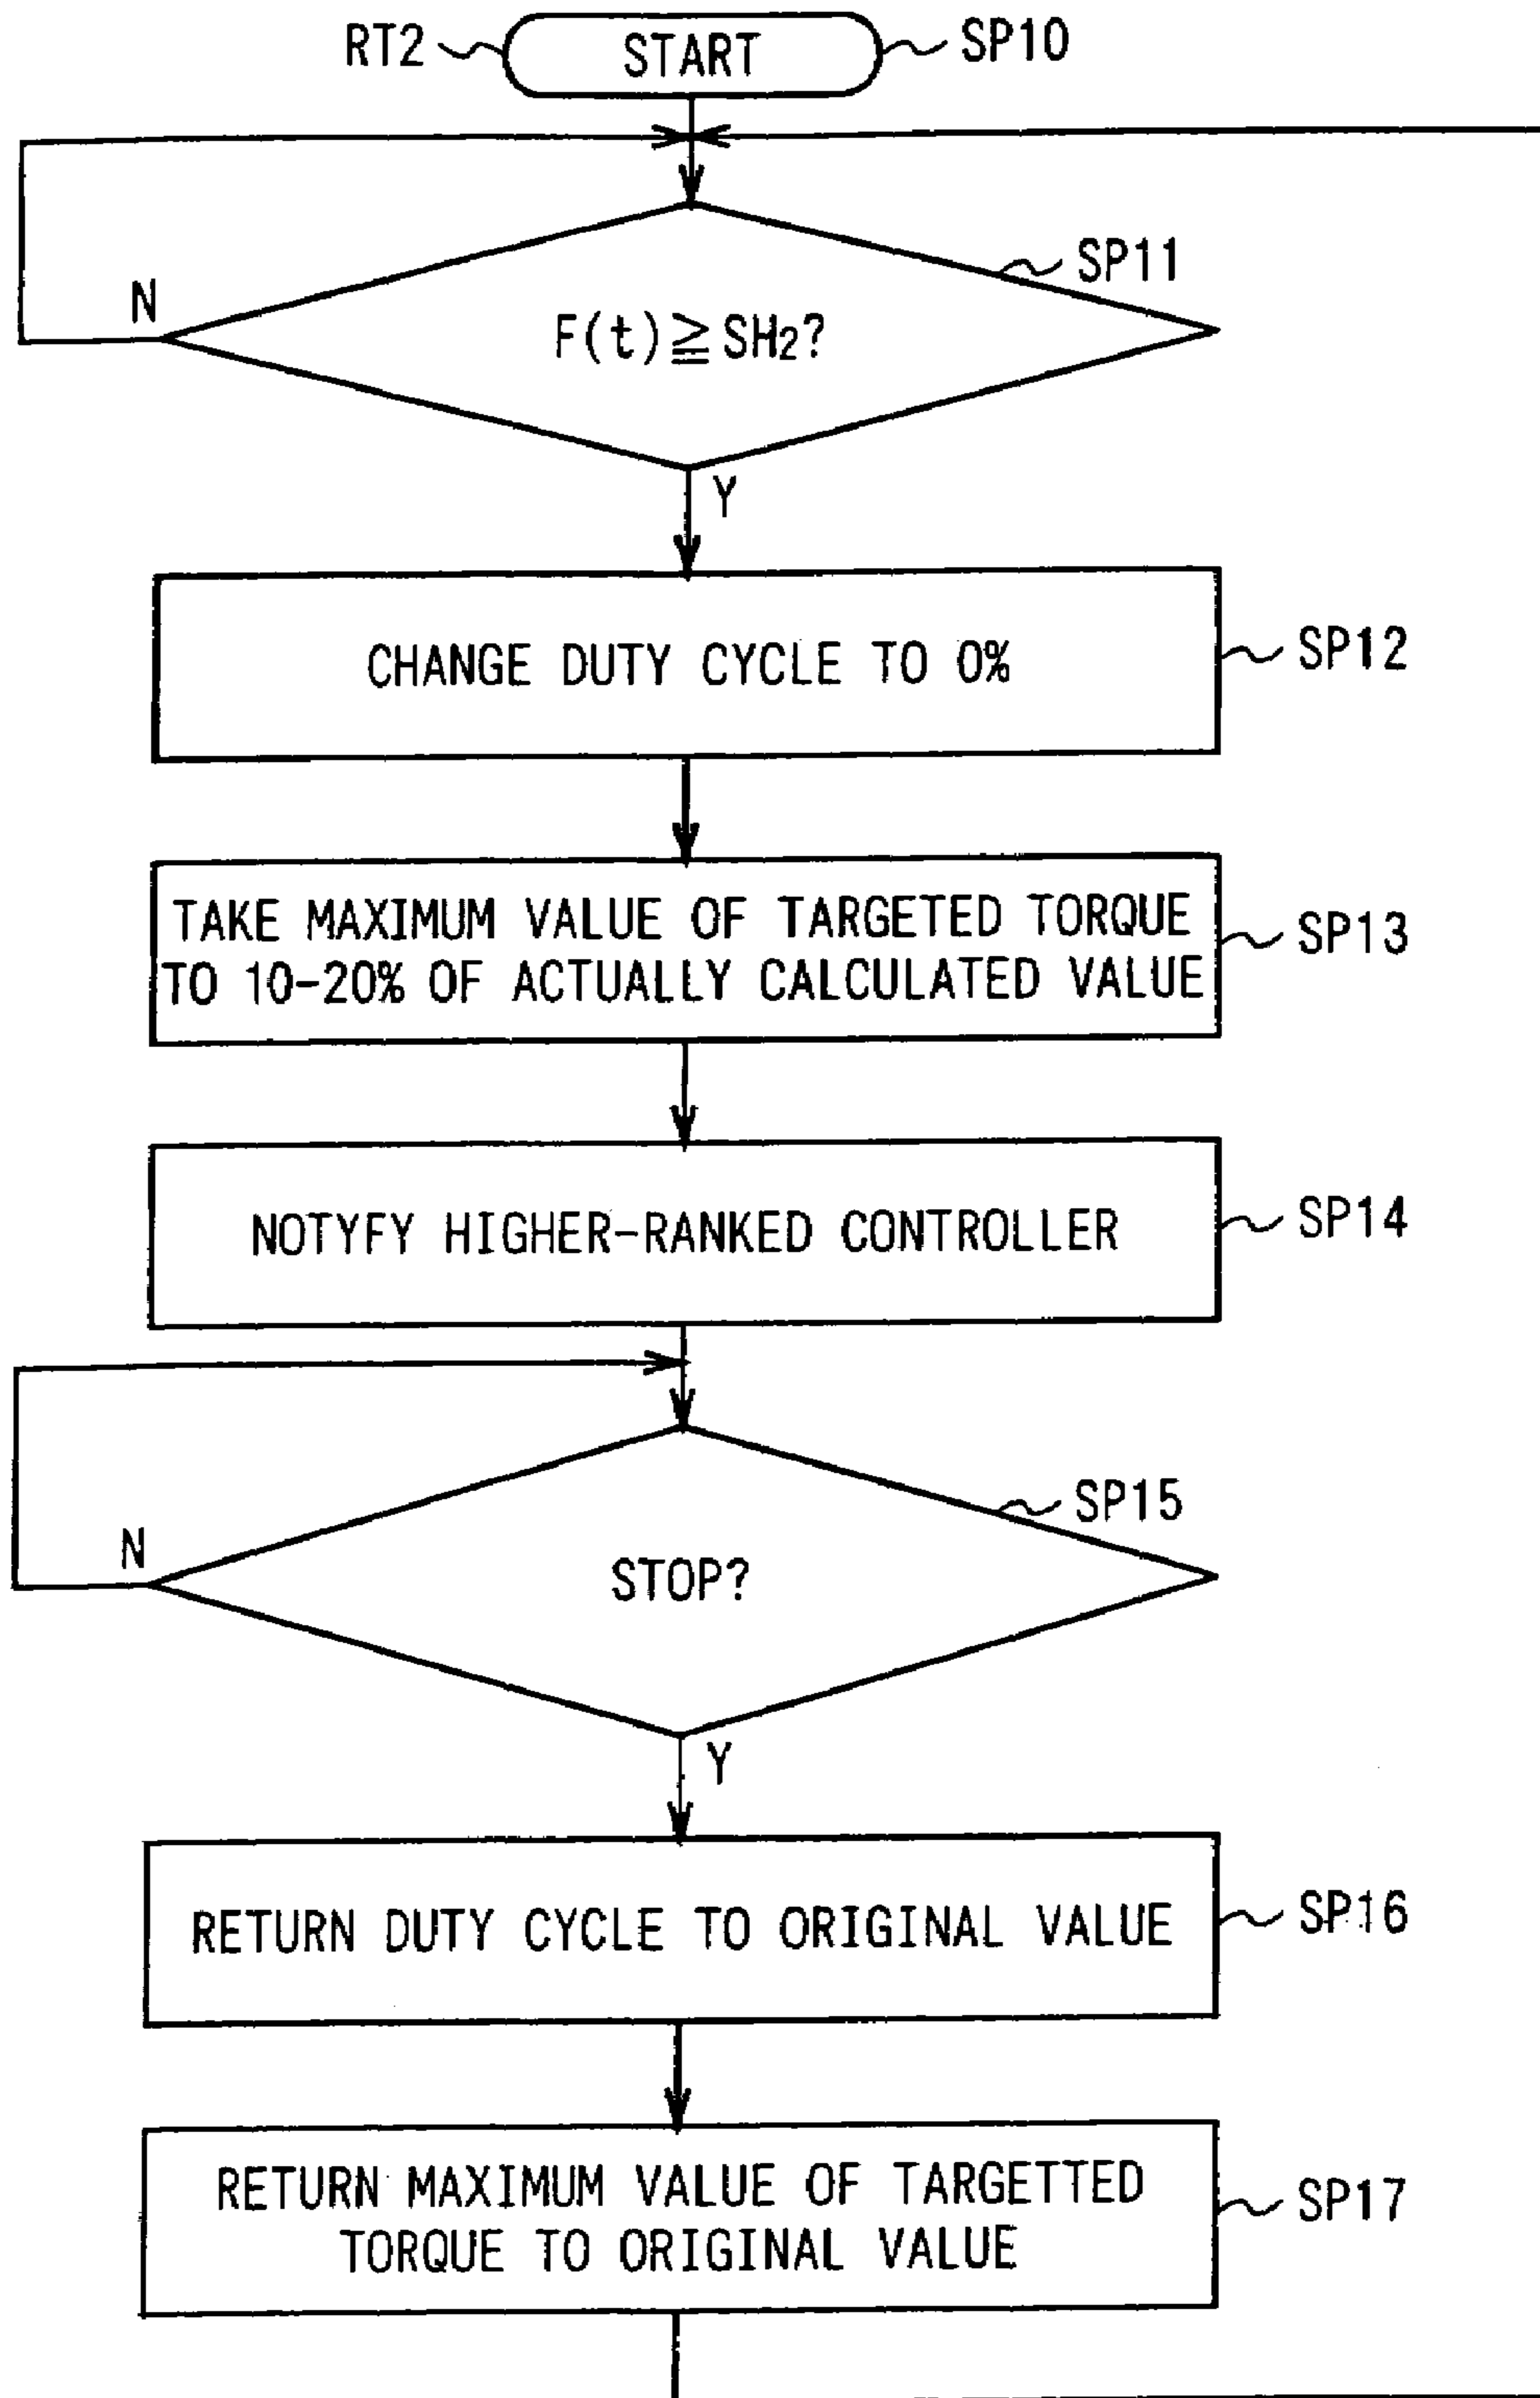 RT2
START
SP10
SP11
N
F(t)≧SH2?
Y
CHANGE DUTY CYCLE TO 0%
SP12
TAKE MAXIMUM VALUE OF TARGETED TORQUE
TO 10-20% OF ACTUALLY CALCULATED VALUE
SP13
NOTYFY HIGHER-RANKED CONTROLLER
SP14
SP15
N
STOP?
Y
RETURN DUTY CYCLE TO ORIGINAL VALUE
SP16
RETURN MAXIMUM VALUE OF TARGETTED
TORQUE TO ORIGINAL VALUE
SP17